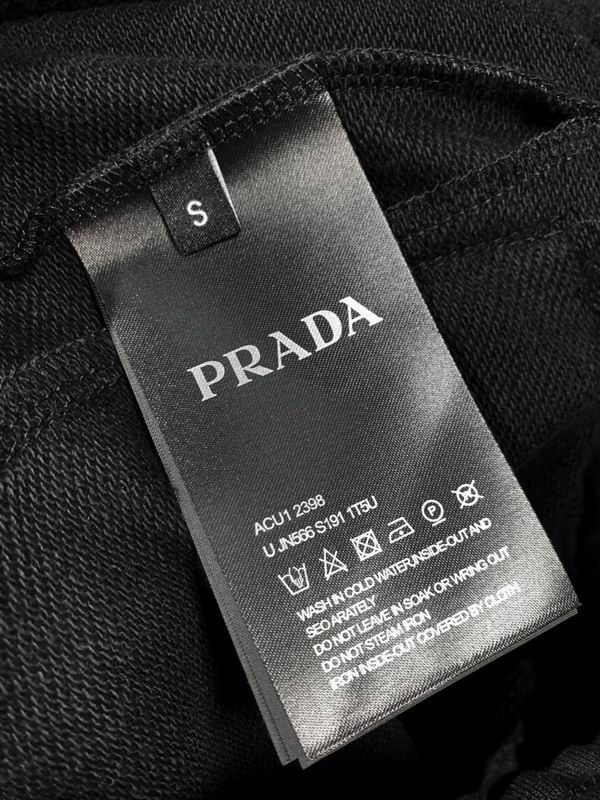 S
PRADA
ACU1 2398
U JN566 S191 1T5U
P
WASH IN COLD WATER,INSIDE-OUT AND
SEO ARATELY
DO NOT LEAVE IN SOAK OR WRING OUT
DO NOT STEAM IRON
IRON INSIDE-OUT COVERED BY CLOTH